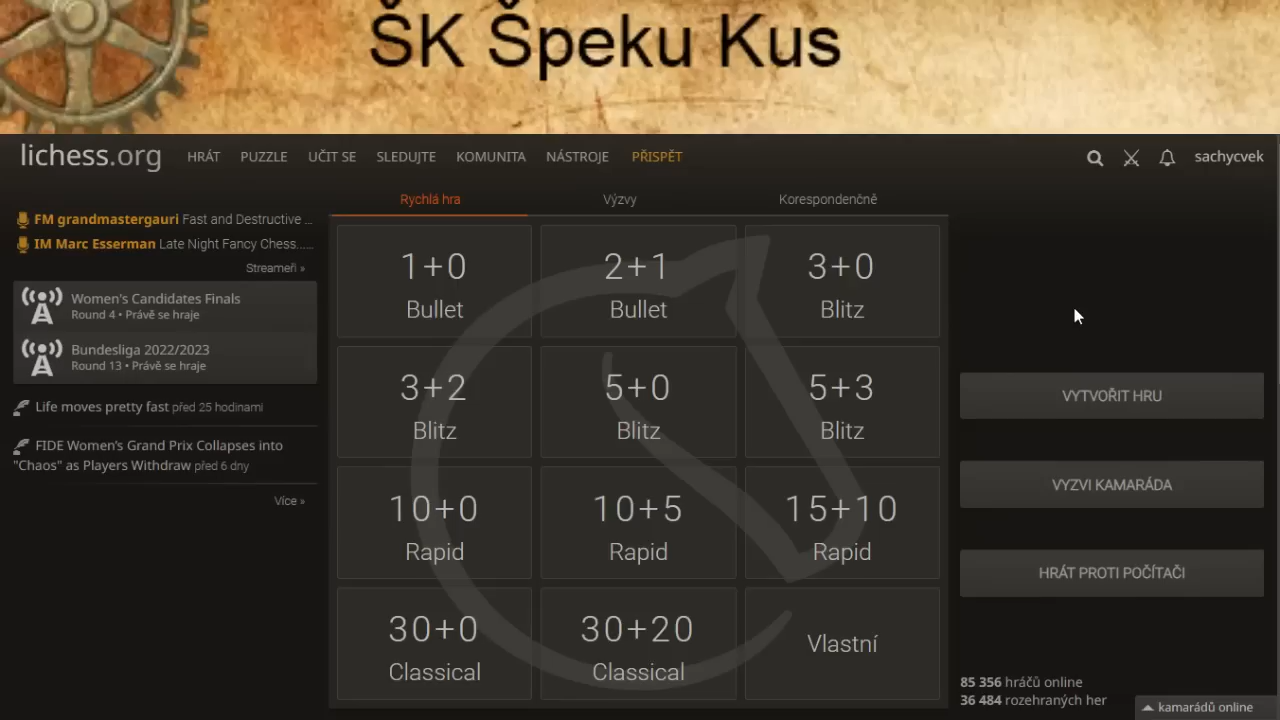 ŠK Špeku Kus
lichess.org HRÁT PUZZLE UČIT SE SLEDUJTE KOMUNITA NÁSTROJE PŘISPĚT sachycvek
Rychlá hra Výzvy Korespondenčně
FM grandmastergauri Fast and Destructive ...
IM Marc Esserman Late Night Fancy Chess......
Streameři »
Women's Candidates Finals
Round 4 • Právě se hraje
Bundesliga 2022/2023
Round 13 • Právě se hraje
Life moves pretty fast před 25 hodinami
FIDE Women's Grand Prix Collapses into
"Chaos" as Players Withdraw před 6 dny
Více »
1+0
Bullet
2+1
Bullet
3+0
Blitz
3+2
Blitz
5+0
Blitz
5+3
Blitz
10+0
Rapid
10+5
Rapid
15+10
Rapid
30+0
Classical
30+20
Classical
Vlastní
VYTVOŘIT HRU
VYZVI KAMARÁDA
HRÁT PROTI POČÍTAČI
85 356 hráčů online
36 484 rozehraných her
kamarádů online